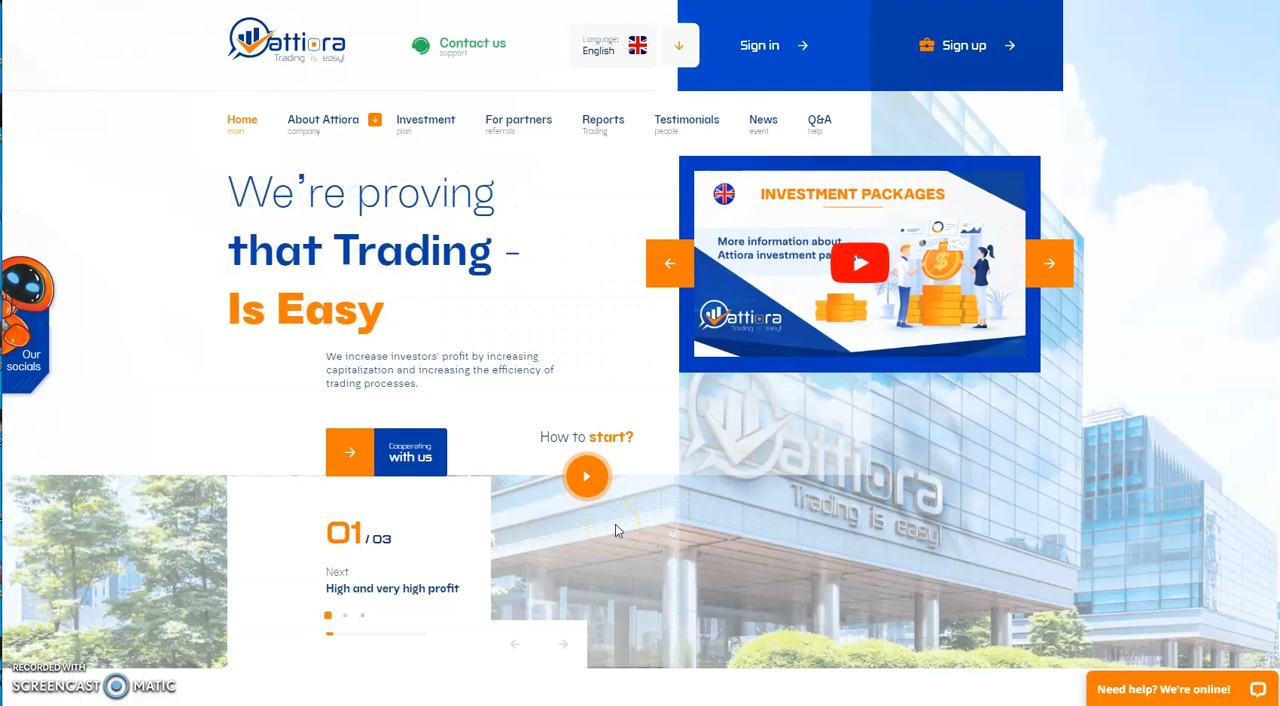 attiora
Trading is easy!
Contact us
support
Language:
English
Sign in
Sign up
Home
main
About Attiora
company
Investment
plan
For partners
referrals
Reports
Trading
Testimonials
people
News
event
Q&A
help
We're proving
that Trading -
Is Easy
We increase investors' profit by increasing
capitalization and increasing the efficiency of
trading processes.
INVESTMENT PACKAGES
More information about
Attiora investment pa
attiora
Trading is easy!
Our
socials
Cooperating
with us
How to start?
attiora
Trading is easy!
01 / 03
Next
High and very high profit
RECORDED WITH
SCREENCAST MATIC
Need help? We're online!